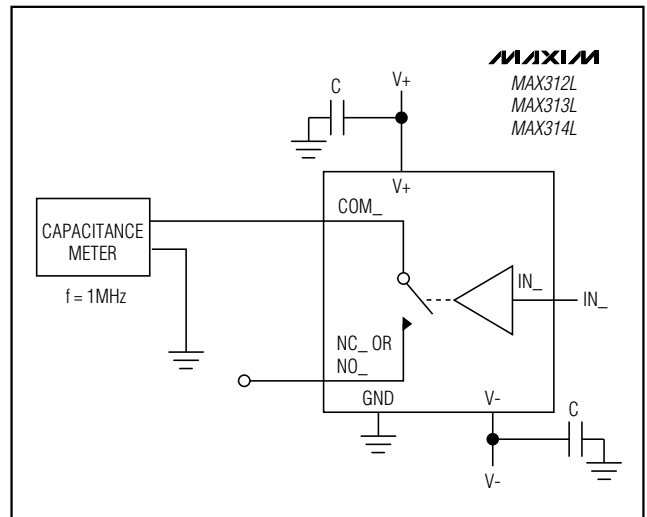 MAXIM
MAX312L
MAX313L
MAX314L
C
V+
V+
COM_
CAPACITANCE
METER
f = 1MHz
IN_
IN_
NC_ OR
NO_
GND
V-
C
V-